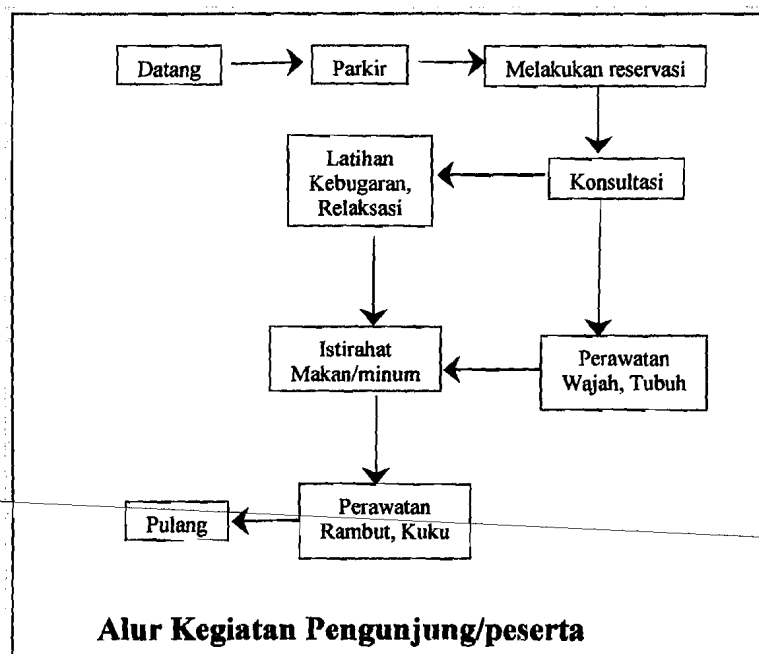 Datang
Parkir
Melakukan reservasi
Latihan
Kebugaran,
Relaksasi
Konsultasi
Istirahat
Makan/minum
Perawatan
Wajah, Tubuh
Perawatan
Rambut, Kuku
Pulang
Alur Kegiatan Pengunjung/peserta